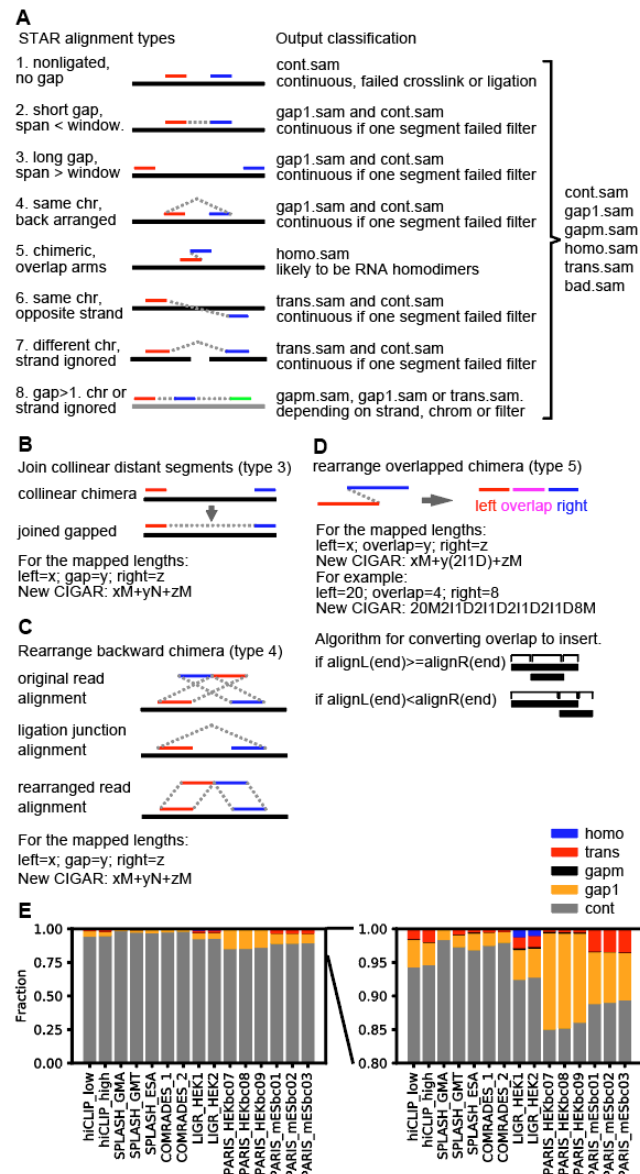 A
STAR alignment types
Output classification
1. nonligated,
no gap
cont.sam
continuous, failed crosslink or ligation
2. short gap,
span < window.
gap1.sam and cont.sam
continuous if one segment failed filter
3. long gap,
span > window
gap1.sam and cont.sam
continuous if one segment failed filter
4. same chr,
back arranged
gap1.sam and cont.sam
continuous if one segment failed filter
5. chimeric,
overlap arms
homo.sam
likely to be RNA homodimers
6. same chr,
opposite strand
trans.sam and cont.sam
continuous if one segment failed filter
7. different chr,
strand ignored
trans.sam and cont.sam
continuous if one segment failed filter
8. gap>1. chr or
strand ignored
gapm.sam, gap1.sam or trans.sam.
depending on strand, chrom or filter
cont.sam
gap1.sam
gapm.sam
homo.sam
trans.sam
bad.sam
B
Join collinear distant segments (type 3)
collinear chimera
joined gapped
For the mapped lengths:
left=x; gap=y; right=z
New CIGAR: xM+yN+zM
C
Rearrange backward chimera (type 4)
original read
alignment
ligation junction
alignment
rearranged read
alignment
For the mapped lengths:
left=x; gap=y; right=z
New CIGAR: xM+yN+zM
D
rearrange overlapped chimera (type 5)
left overlap right
For the mapped lengths:
left=x; overlap=y; right=z
New CIGAR: xM+y(2I1D)+zM
For example:
left=20; overlap=4; right=8
New CIGAR: 20M2I1D2I1D2I1D2I1D8M
Algorithm for converting overlap to insert.
if alignL(end)>=alignR(end)
if alignL(end)<alignR(end)
homo
trans
gapm
gap1
cont
E
Fraction
1.00
0.75
0.50
0.25
0.00
hiCLIP_low
hiCLIP_high
SPLASH_GMA
SPLASH_GMT
SPLASH_ESA
COMRADES_1
COMRADES_2
LIGR_HEK1
LIGR_HEK2
PARIS_HEKbc07
PARIS_HEKbc08
PARIS_HEKbc09
PARIS_mESbc01
PARIS_mESbc02
PARIS_mESbc03
1.00
0.95
0.90
0.85
0.80
hiCLIP_low
hiCLIP_high
SPLASH_GMA
SPLASH_GMT
SPLASH_ESA
COMRADES_1
COMRADES_2
LIGR_HEK1
LIGR_HEK2
PARIS_HEKbc07
PARIS_HEKbc08
PARIS_HEKbc09
PARIS_mESbc01
PARIS_mESbc02
PARIS_mESbc03